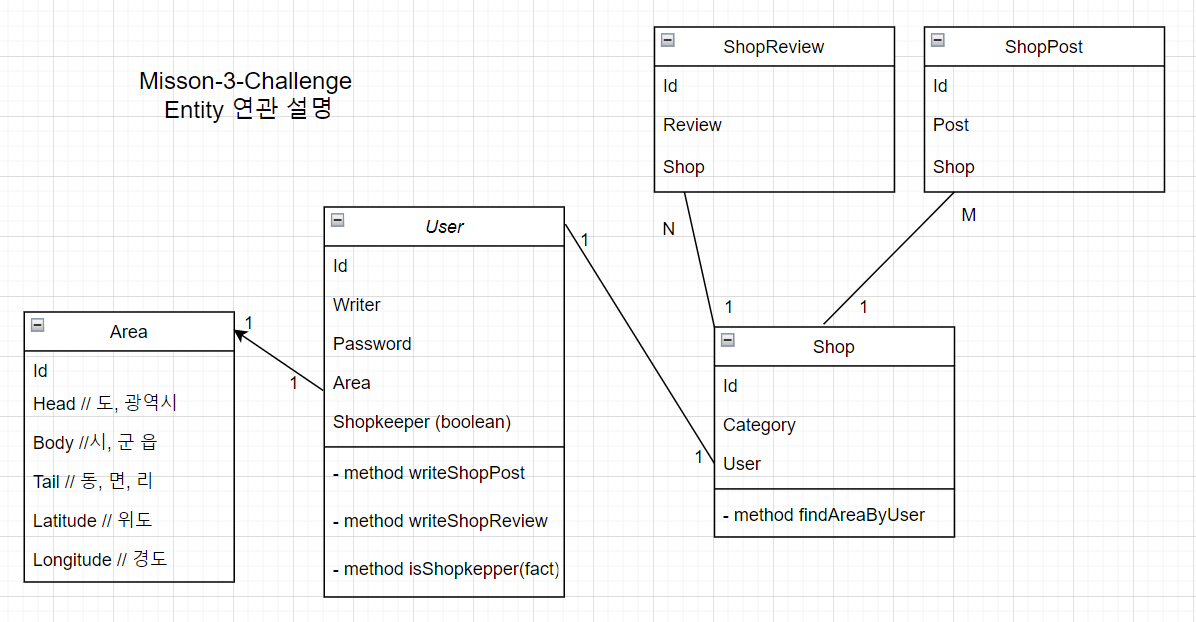 Misson-3-Challenge
Entity 연관 설명
ShopReview
Id
Review
Shop
ShopPost
Id
Post
Shop
N
M
1
1
User
Id
Writer
Password
Area
Shopkeeper (boolean)
- method writeShopPost
- method writeShopReview
- method isShopkepper(fact)
1
1
1
1
Area
Id
Head // 도, 광역시
Body //시, 군 읍
Tail // 동, 면, 리
Latitude // 위도
Longitude // 경도
Shop
Id
Category
User
- method findAreaByUser